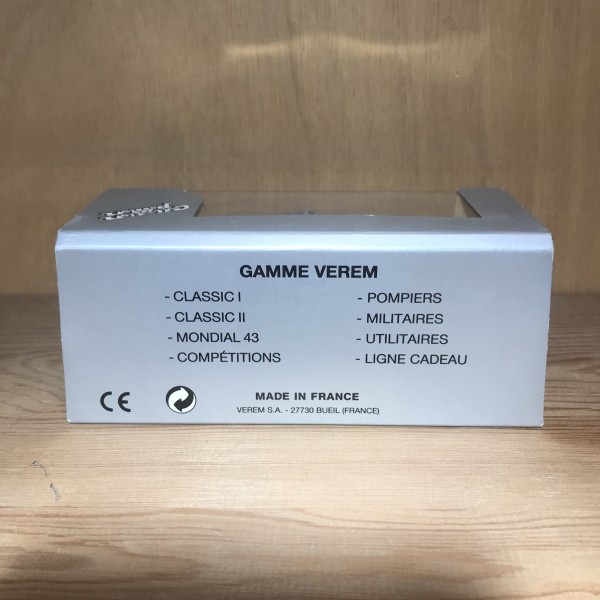 GAMME VEREM
- CLASSIC I
- CLASSIC II
- MONDIAL 43
- COMPÉTITIONS
- POMPIERS
- MILITAIRES
- UTILITAIRES
- LIGNE CADEAU
CE
MADE IN FRANCE
VEREM S.A. - 27730 BUEIL (FRANCE)